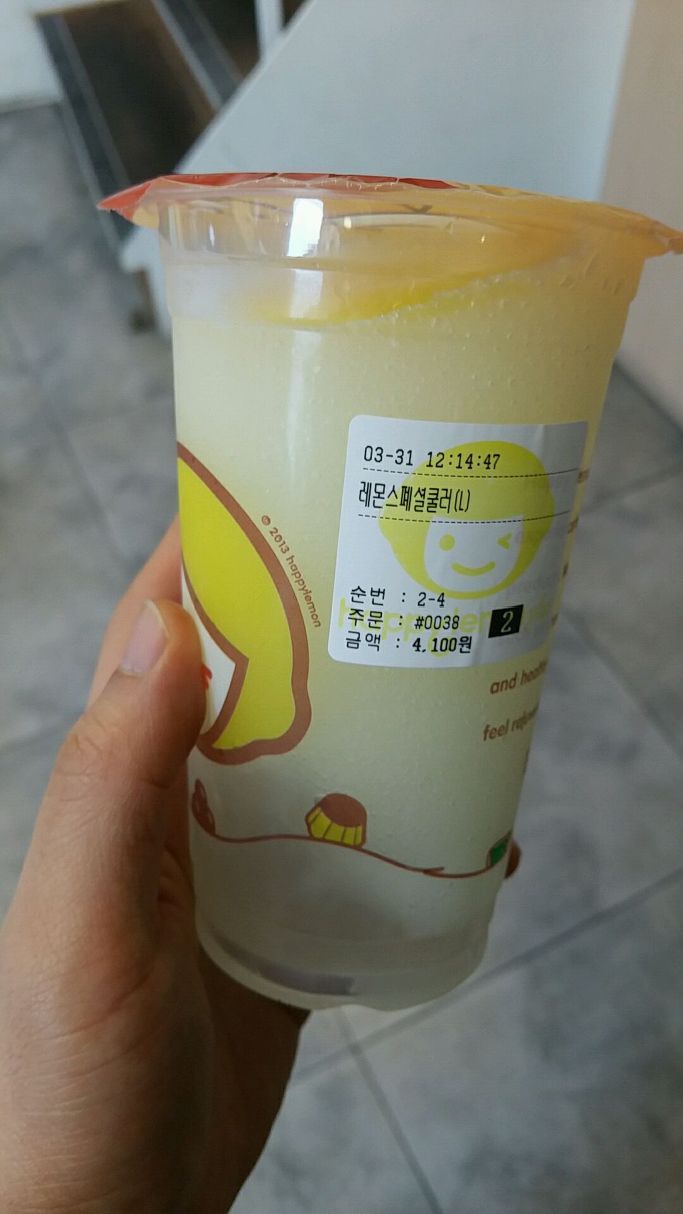 03-31 12:14:47
레몬스페셜쿨러(L)
순번 : 2-4
주문 : #0038 2
금액 : 4,100원
© 2013 happylemon
and
feel